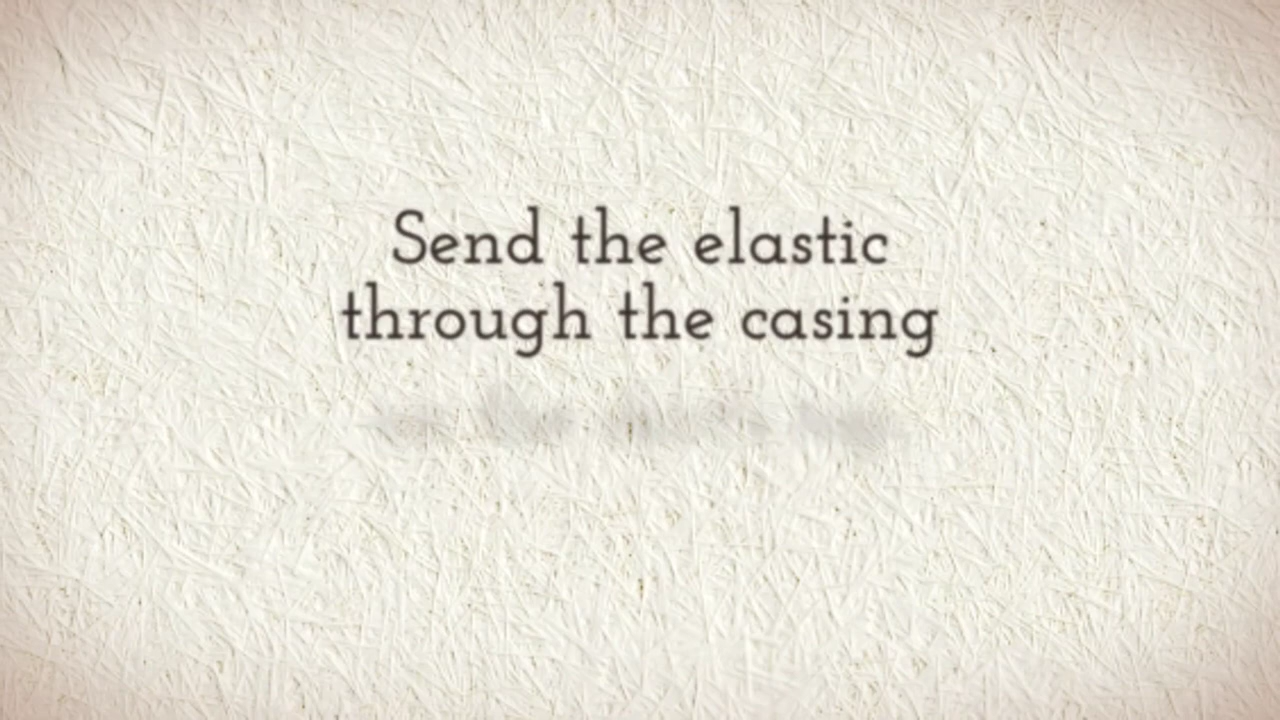 Send the elastic
through the casing